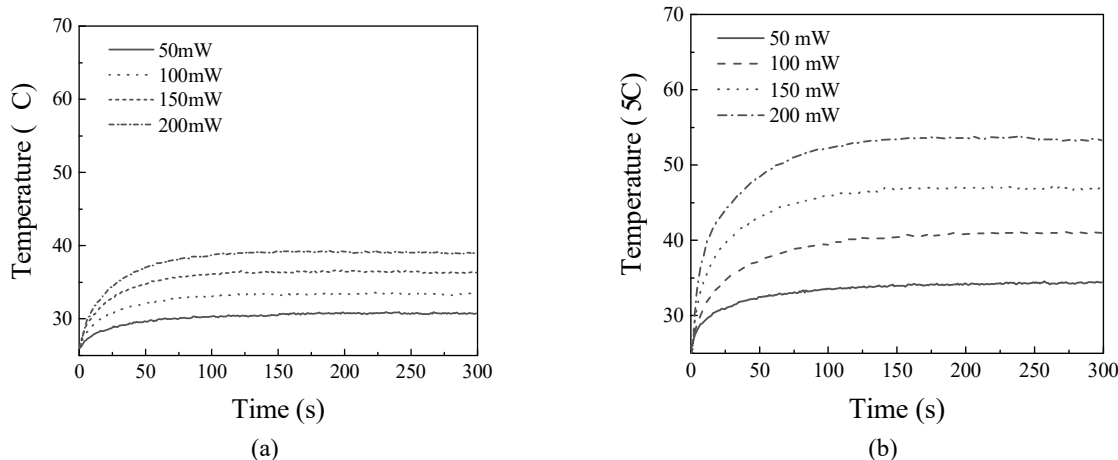 70
60
50
40
30
50mW
100mW
150mW
200mW
Temperature ( C)
0 50 100 150 200 250 300
Time (s)
(a)
70
60
50
40
30
50 mW
100 mW
150 mW
200 mW
Temperature ( 5C)
0 50 100 150 200 250 300
Time (s)
(b)